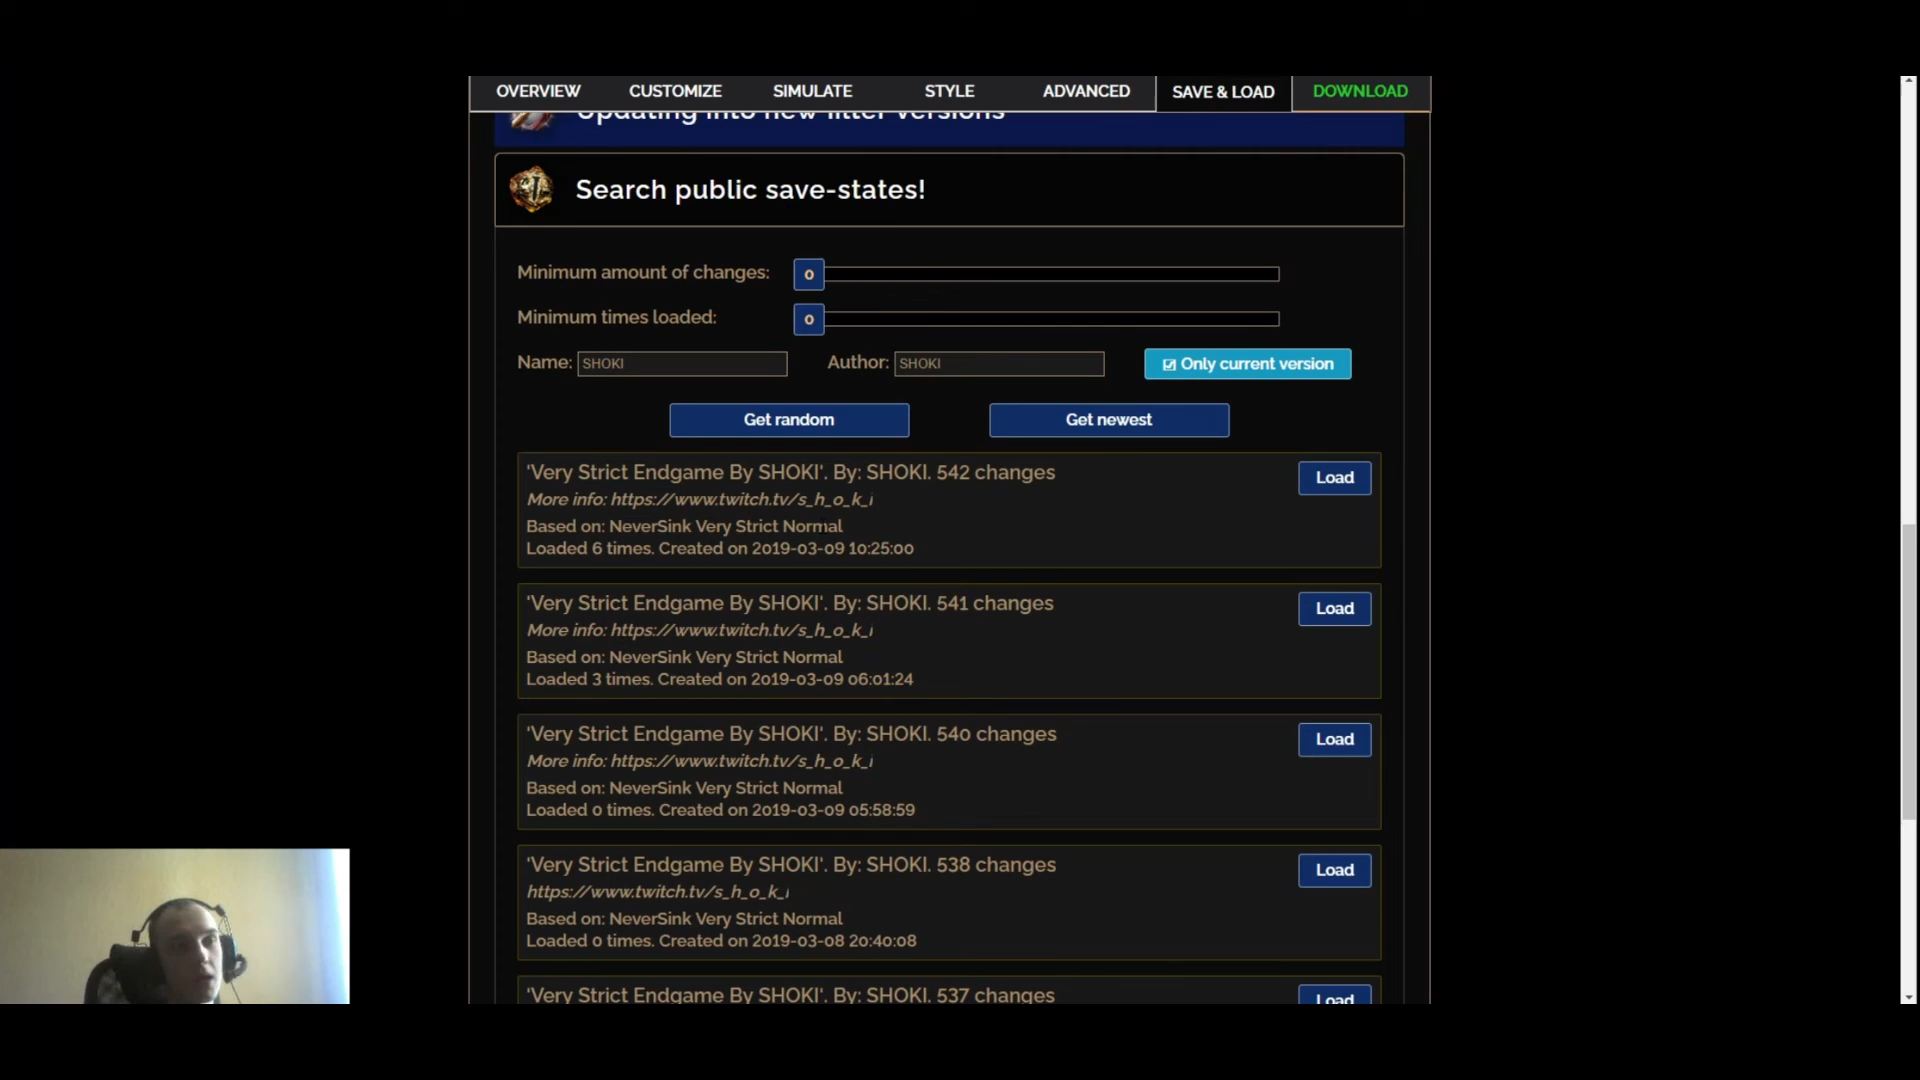 OVERVIEW CUSTOMIZE SIMULATE STYLE ADVANCED SAVE & LOAD DOWNLOAD
Updating into new filter versions
Search public save-states!
Minimum amount of changes: 0
Minimum times loaded: 0
Name: SHOKI Author: SHOKI Only current version
Get random Get newest
'Very Strict Endgame By SHOKI'. By: SHOKI. 542 changes Load
More info: https://www.twitch.tv/s_h_o_k_i
Based on: NeverSink Very Strict Normal
Loaded 6 times. Created on 2019-03-09 10:25:00
'Very Strict Endgame By SHOKI'. By: SHOKI. 541 changes Load
More info: https://www.twitch.tv/s_h_o_k_i
Based on: NeverSink Very Strict Normal
Loaded 3 times. Created on 2019-03-09 06:01:24
'Very Strict Endgame By SHOKI'. By: SHOKI. 540 changes Load
More info: https://www.twitch.tv/s_h_o_k_i
Based on: NeverSink Very Strict Normal
Loaded 0 times. Created on 2019-03-09 05:58:59
'Very Strict Endgame By SHOKI'. By: SHOKI. 538 changes Load
https://www.twitch.tv/s_h_o_k_i
Based on: NeverSink Very Strict Normal
Loaded 0 times. Created on 2019-03-08 20:40:08
'Very Strict Endgame By SHOKI'. By: SHOKI. 537 changes Load